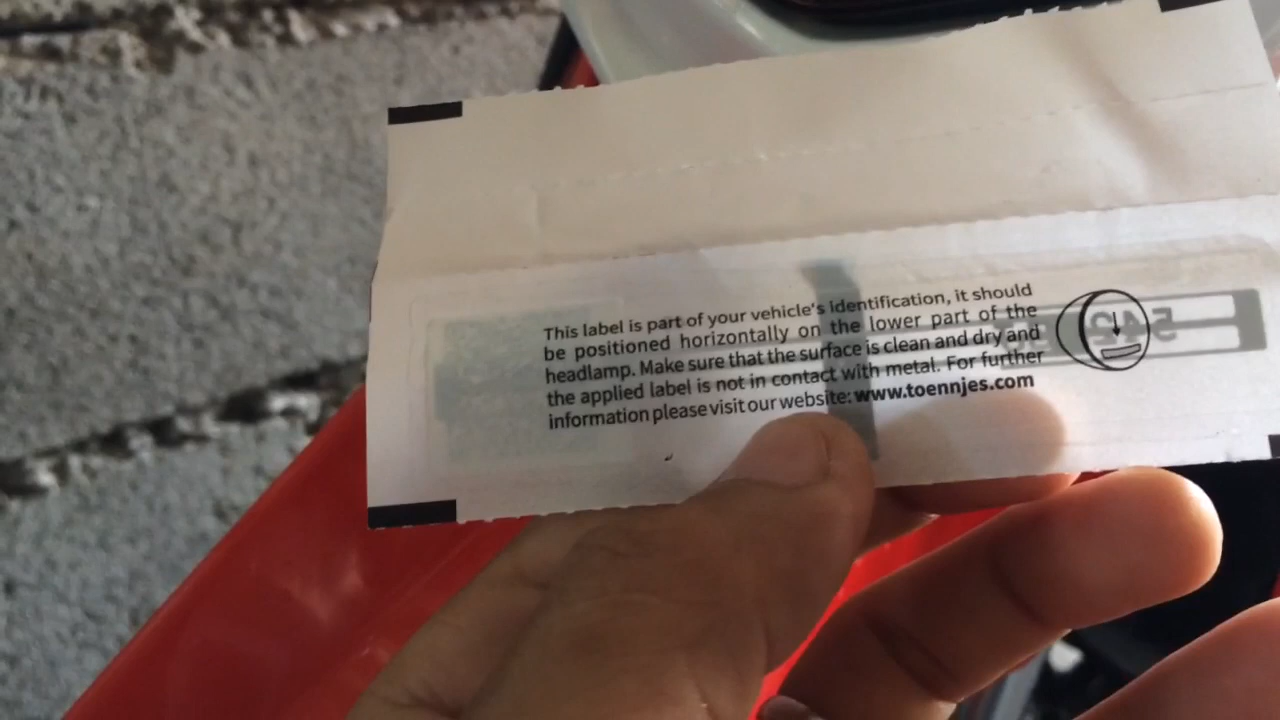 This label is part of your vehicle's identification, it should
be positioned horizontally on the lower part of the
headlamp. Make sure that the surface is clean and dry and
the applied label is not in contact with metal. For further
information please visit our website: www.toennjes.com